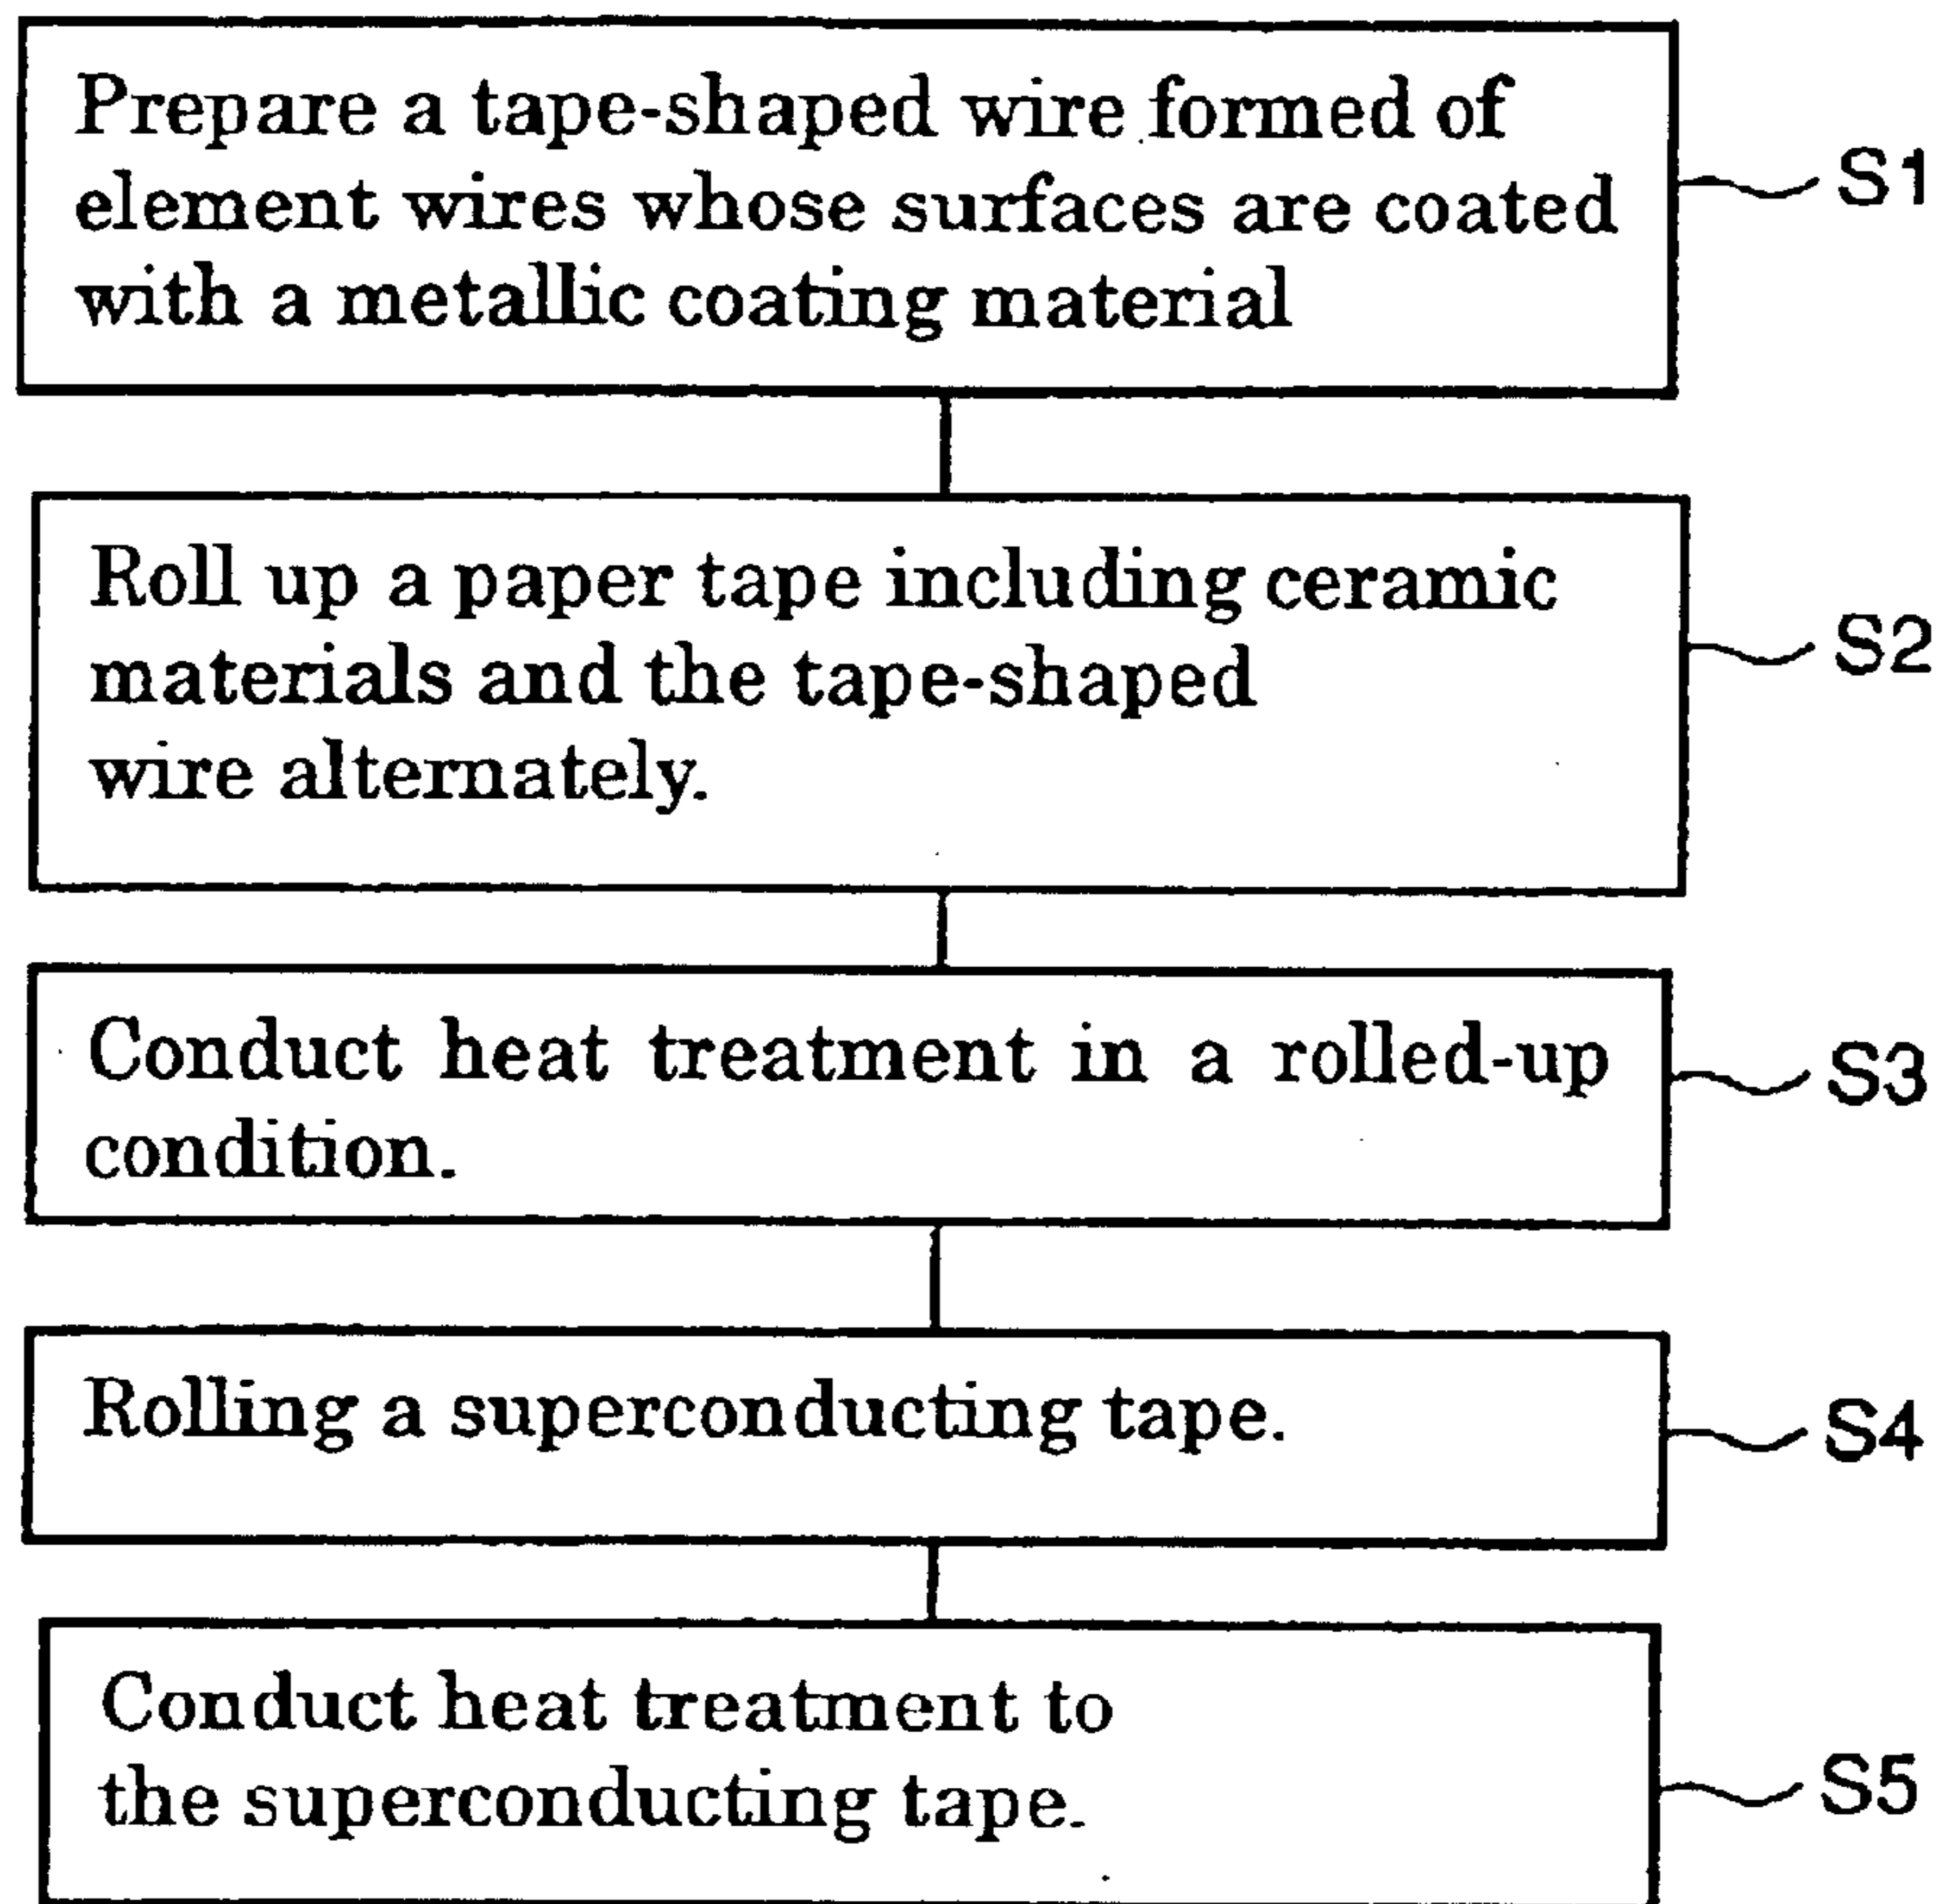 Prepare a tape-shaped wire formed of
element wires whose surfaces are coated
with a metallic coating material
S1
Roll up a paper tape including ceramic
materials and the tape-shaped
wire alternately.
S2
Conduct heat treatment in a rolled-up
condition.
S3
Rolling a superconducting tape.
S4
Conduct heat treatment to
the superconducting tape.
S5